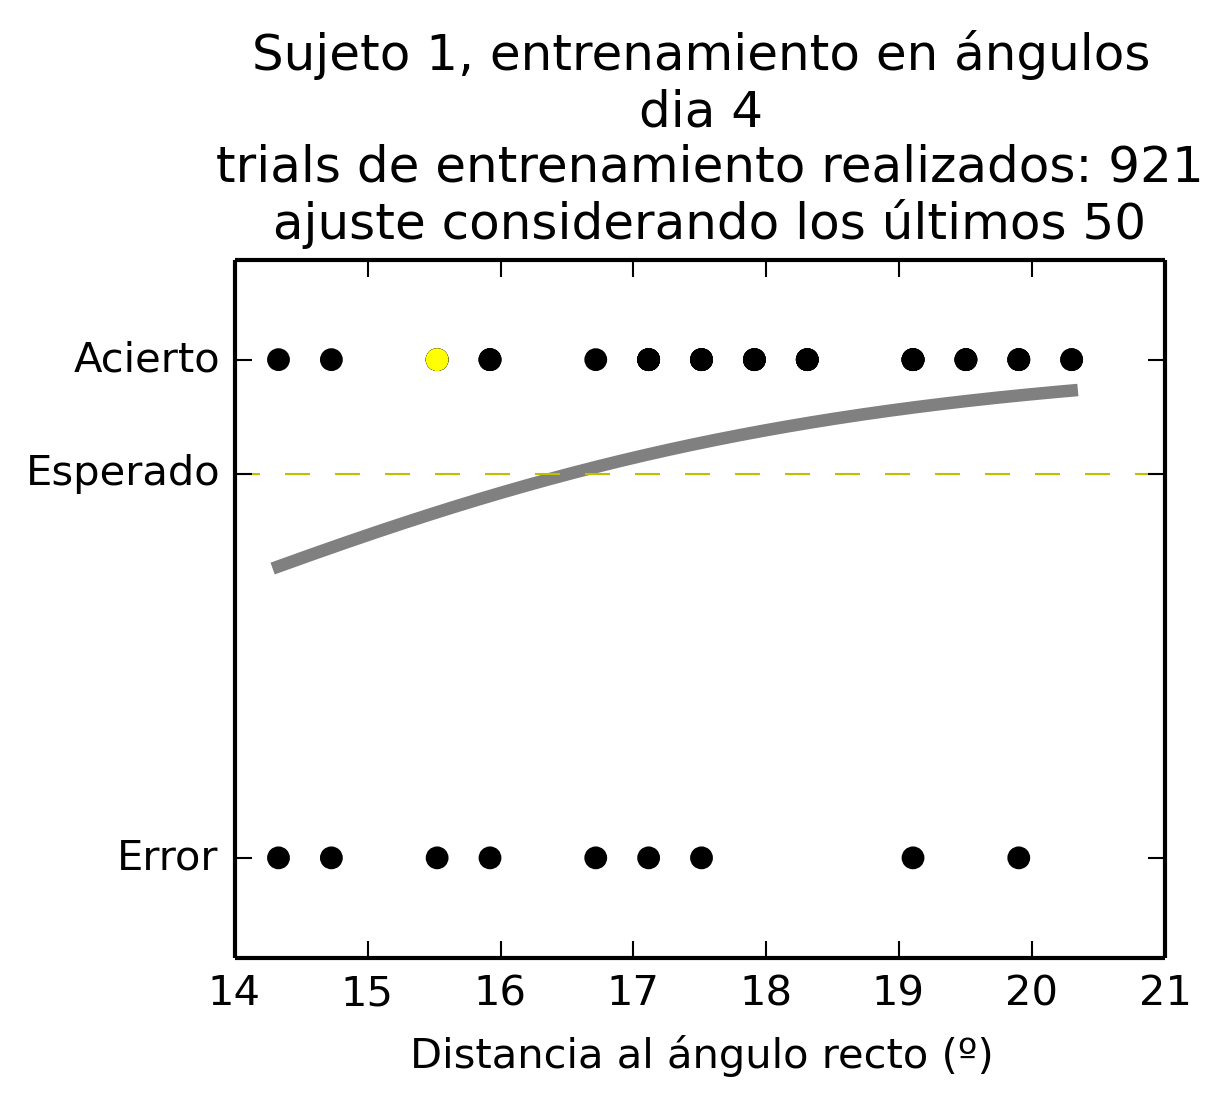 Sujeto 1, entrenamiento en ángulos
dia 4
trials de entrenamiento realizados: 921
ajuste considerando los últimos 50
Acierto
Esperado
Error
14 15 16 17 18 19 20 21
Distancia al ángulo recto (º)